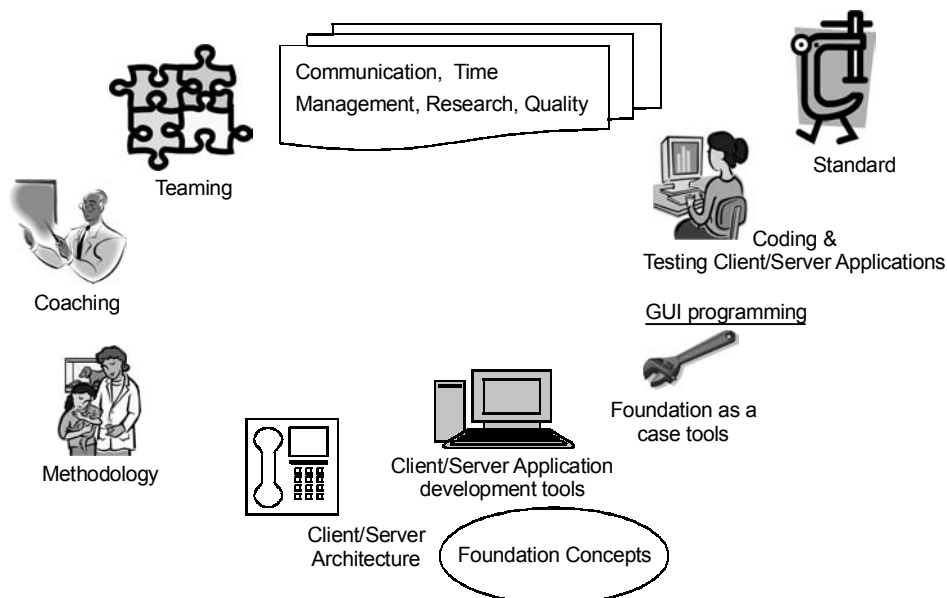 Communication, Time
Management, Research, Quality
Teaming
Standard
Coding &
Testing Client/Server Applications
Coaching
GUI programming
Foundation as a
case tools
Methodology
Client/Server Application
development tools
Client/Server
Architecture
Foundation Concepts